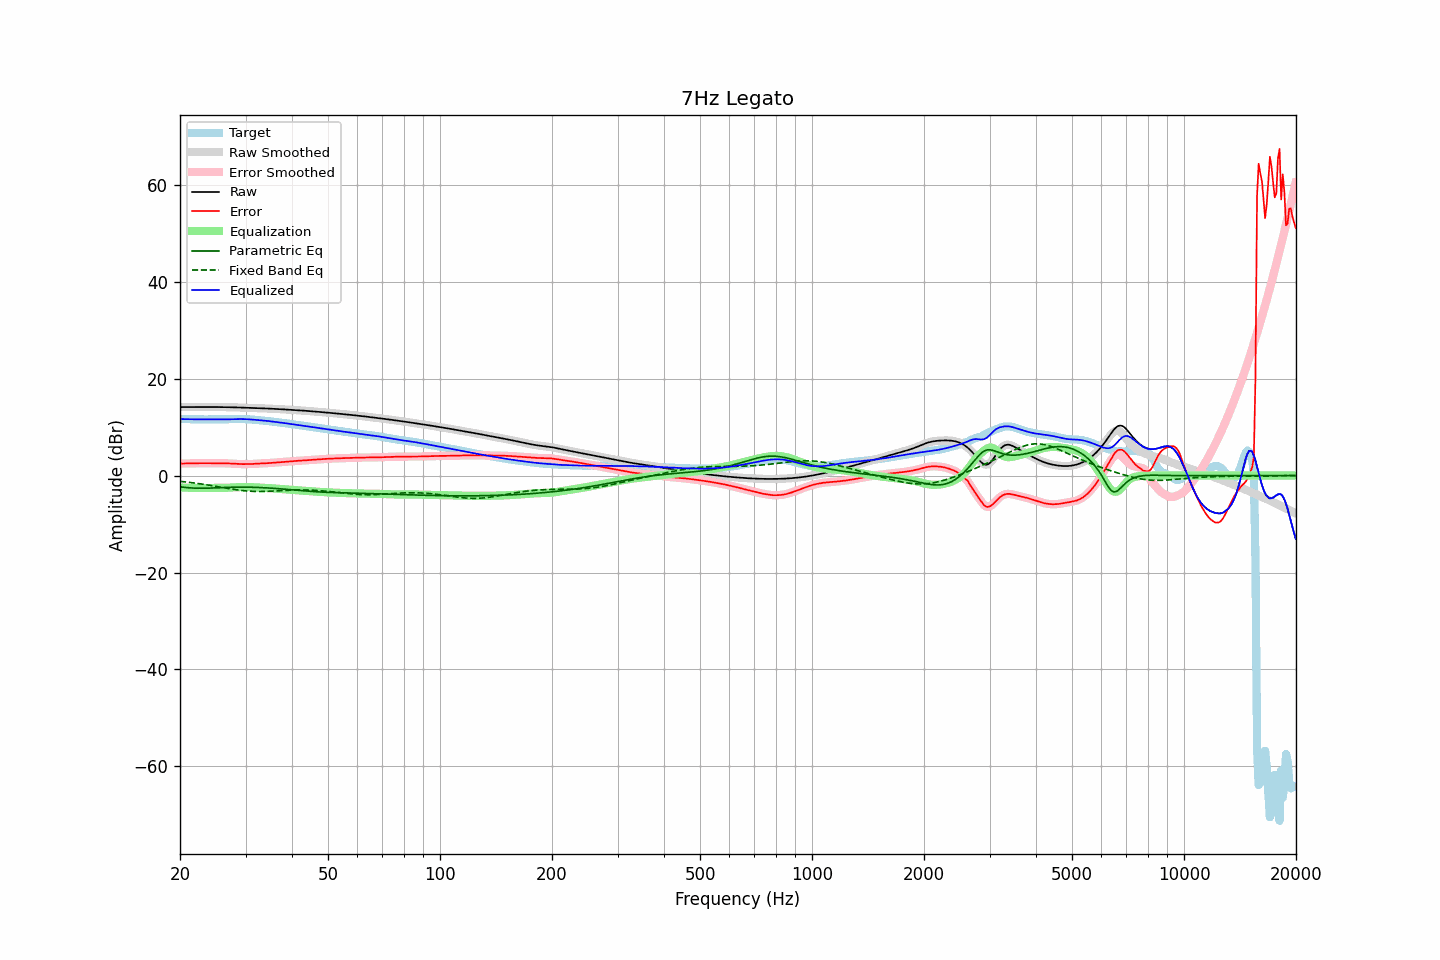 7Hz Legato
Target
Raw Smoothed
Error Smoothed
Raw
Error
Equalization
Parametric Eq
Fixed Band Eq
Equalized
60
40
20
0
−20
−40
−60
Amplitude (dBr)
20 50 100 200 500 1000 2000 5000 10000 20000
Frequency (Hz)